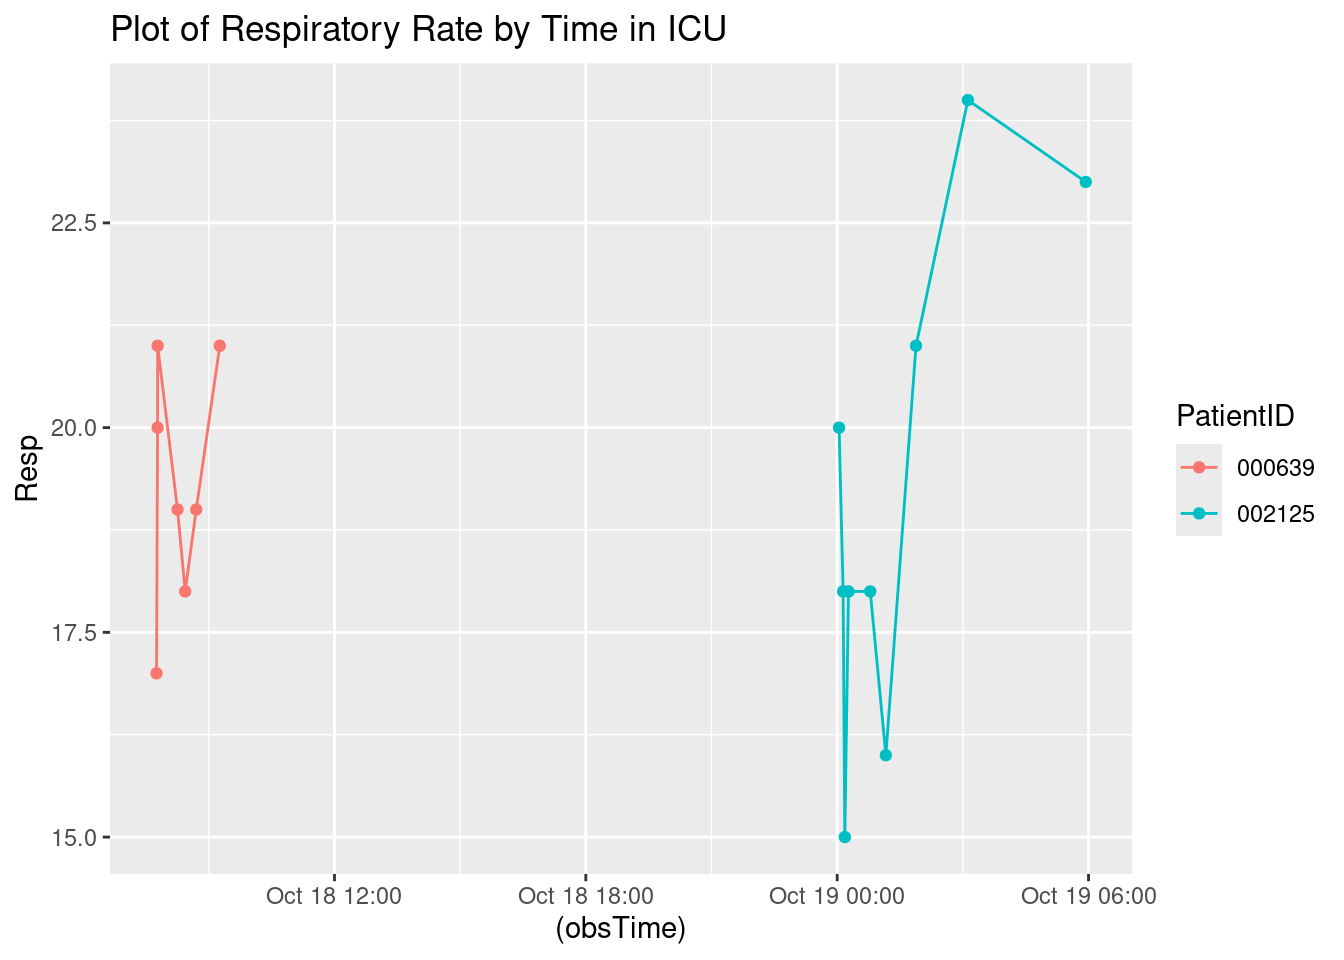 Plot of Respiratory Rate by Time in ICU
22.5
20.0
17.5
15.0
Resp
Oct 18 12:00
Oct 18 18:00
Oct 19 00:00
Oct 19 06:00
(obsTime)
PatientID
000639
002125